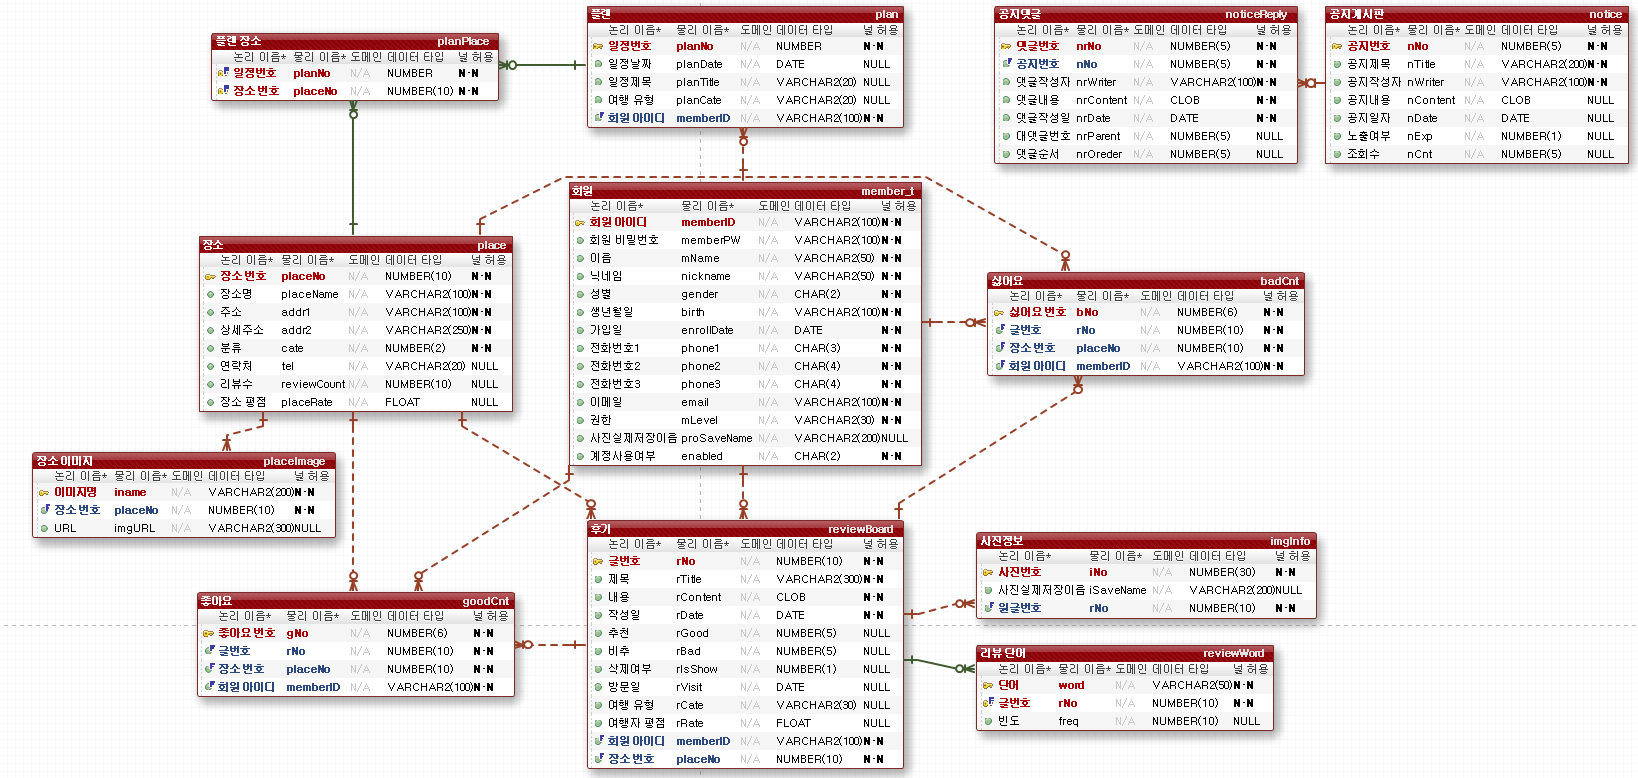 플랜 장소 planPlace
논리 이름* 물리 이름* 도메인 데이터 타입 널 허용
일정번호 planNo N/A NUMBER N-N
장소번호 placeNo N/A NUMBER(10) N-N
플랜 plan
논리 이름* 물리 이름* 도메인 데이터 타입 널 허용
일정번호 planNo N/A NUMBER N-N
일정날짜 planDate N/A DATE NULL
일정제목 planTitle N/A VARCHAR2(20) NULL
여행 유형 planCate N/A VARCHAR2(20) NULL
회원 아이디 memberID N/A VARCHAR2(100) N-N
공지댓글 noticeReply
논리 이름* 물리 이름* 도메인 데이터 타입 널 허용
댓글번호 nrNo N/A NUMBER(5) N-N
공지번호 nNo N/A NUMBER(5) N-N
댓글작성자 nrWriter N/A VARCHAR2(100) N-N
댓글내용 nrContent N/A CLOB N-N
댓글작성일 nrDate N/A DATE N-N
대댓글번호 nrParent N/A NUMBER(5) NULL
댓글순서 nrOreder N/A NUMBER(5) NULL
공지게시판 notice
논리 이름* 물리 이름* 도메인 데이터 타입 널 허용
공지번호 nNo N/A NUMBER(5) N-N
공지제목 nTitle N/A VARCHAR2(200) N-N
공지작성자 nWriter N/A VARCHAR2(100) N-N
공지내용 nContent N/A CLOB NULL
공지일자 nDate N/A DATE NULL
노출여부 nExp N/A NUMBER(1) NULL
조회수 nCnt N/A NUMBER(5) NULL
회원 member_t
논리 이름* 물리 이름* 도메인 데이터 타입 널 허용
회원 아이디 memberID N/A VARCHAR2(100) N-N
회원 비밀번호 memberPW N/A VARCHAR2(100) N-N
이름 mName N/A VARCHAR2(50) N-N
닉네임 nickname N/A VARCHAR2(50) N-N
성별 gender N/A CHAR(2) N-N
생년월일 birth N/A VARCHAR2(100) N-N
가입일 enrollDate N/A DATE N-N
전화번호1 phone1 N/A CHAR(3) N-N
전화번호2 phone2 N/A CHAR(4) N-N
전화번호3 phone3 N/A CHAR(4) N-N
이메일 email N/A VARCHAR2(100) N-N
권한 mLevel N/A VARCHAR2(30) N-N
사진실제저장이름 proSaveName N/A VARCHAR2(200) NULL
계정사용여부 enabled N/A CHAR(2) N-N
장소 place
논리 이름* 물리 이름* 도메인 데이터 타입 널 허용
장소번호 placeNo N/A NUMBER(10) N-N
장소명 placeName N/A VARCHAR2(100) N-N
주소 addr1 N/A VARCHAR2(100) N-N
상세주소 addr2 N/A VARCHAR2(250) N-N
분류 cate N/A NUMBER(2) N-N
연락처 tel N/A VARCHAR2(20) NULL
리뷰수 reviewCount N/A NUMBER(10) NULL
장소 평점 placeRate N/A FLOAT NULL
싫어요 badCnt
논리 이름* 물리 이름* 도메인 데이터 타입 널 허용
싫어요번호 bNo N/A NUMBER(6) N-N
글번호 rNo N/A NUMBER(10) N-N
장소번호 placeNo N/A NUMBER(10) N-N
회원 아이디 memberID N/A VARCHAR2(100) N-N
장소이미지 placeImage
논리 이름* 물리 이름* 도메인 데이터 타입 널 허용
이미지명 iname N/A VARCHAR2(200) N-N
장소번호 placeNo N/A NUMBER(10) N-N
URL imgURL N/A VARCHAR2(300) NULL
좋아요 goodCnt
논리 이름* 물리 이름* 도메인 데이터 타입 널 허용
좋아요번호 gNo N/A NUMBER(6) N-N
글번호 rNo N/A NUMBER(10) N-N
장소번호 placeNo N/A NUMBER(10) N-N
회원 아이디 memberID N/A VARCHAR2(100) N-N
후기 reviewBoard
논리 이름* 물리 이름* 도메인 데이터 타입 널 허용
글번호 rNo N/A NUMBER(10) N-N
제목 rTitle N/A VARCHAR2(300) N-N
내용 rContent N/A CLOB N-N
작성일 rDate N/A DATE N-N
추천 rGood N/A NUMBER(5) NULL
비추 rBad N/A NUMBER(5) NULL
삭제여부 rIsShow N/A NUMBER(1) NULL
방문일 rVisit N/A DATE NULL
여행 유형 rCate N/A VARCHAR2(30) NULL
여행자 평점 rRate N/A FLOAT NULL
회원 아이디 memberID N/A VARCHAR2(100) N-N
장소번호 placeNo N/A NUMBER(10) N-N
사진정보 imgInfo
논리 이름* 물리 이름* 도메인 데이터 타입 널 허용
사진번호 iNo N/A NUMBER(30) N-N
사진실제저장이름 iSaveName N/A VARCHAR2(200) NULL
원글번호 rNo N/A NUMBER(10) N-N
리뷰 단어 reviewWord
논리 이름* 물리 이름* 도메인 데이터 타입 널 허용
단어 word N/A VARCHAR2(50) N-N
글번호 rNo N/A NUMBER(10) N-N
빈도 freq N/A NUMBER(10) NULL